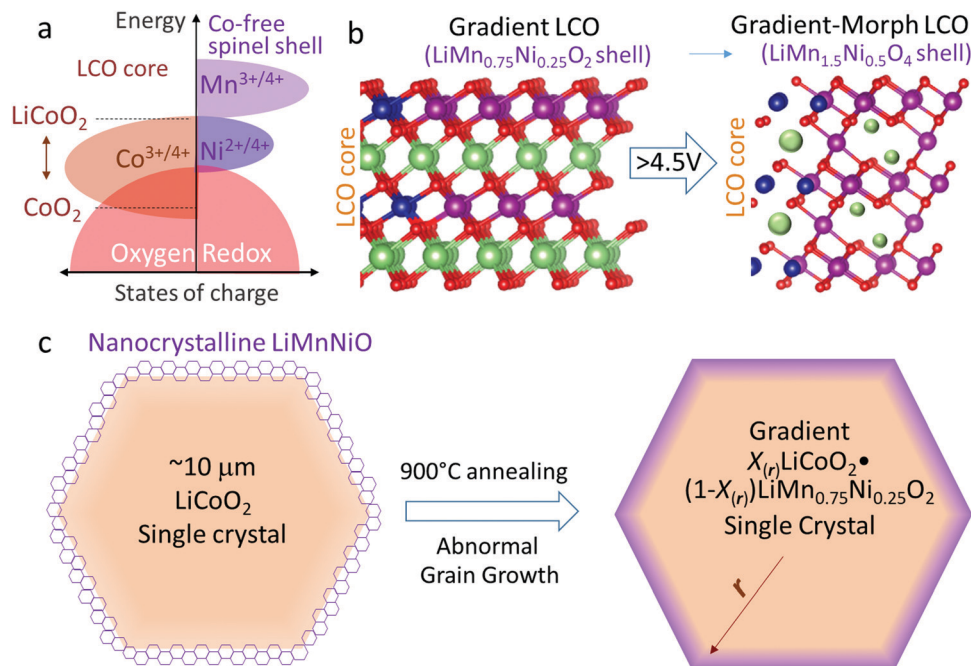 a
Energy
Co-free
spinel shell
LCO core
Mn3+/4+
LiCoO2
Co3+/4+
Ni2+/4+
CoO2
Oxygen Redox
States of charge
b
Gradient LCO
(LiMn0.75Ni0.25O2 shell)
Gradient-Morph LCO
(LiMn1.5Ni0.5O4 shell)
LCO core
>4.5V
LCO core
c
Nanocrystalline LiMnNiO
~10 μm
LiCoO2
Single crystal
900°C annealing
Abnormal
Grain Growth
Gradient
X(r)LiCoO2•
(1-X(r))LiMn0.75Ni0.25O2
Single Crystal
r